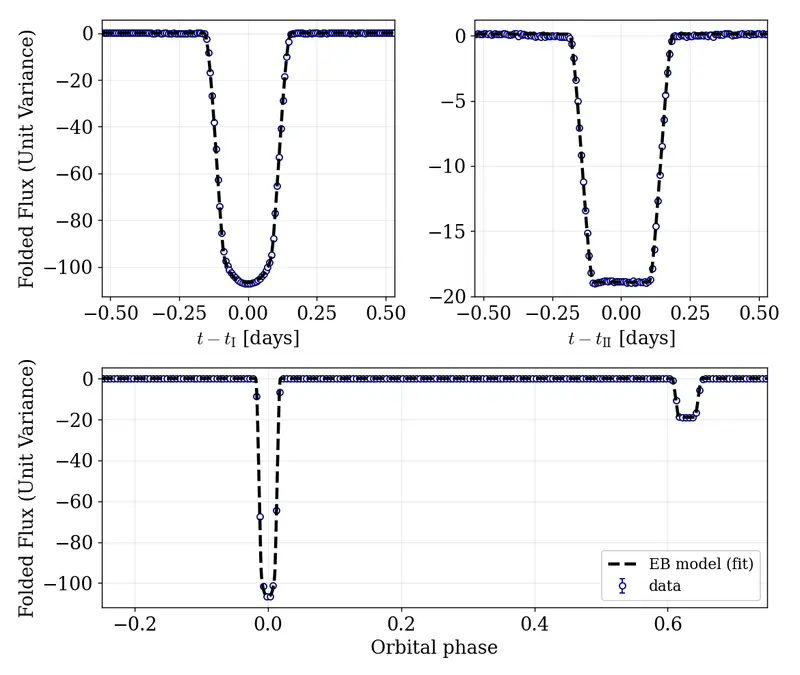 Folded Flux (Unit Variance)
0
−20
−40
−60
−80
−100
−0.50 −0.25 0.00 0.25 0.50
t − tI [days]
0
−5
−10
−15
−20
−0.50 −0.25 0.00 0.25 0.50
t − tII [days]
Folded Flux (Unit Variance)
0
−20
−40
−60
−80
−100
−0.2 0.0 0.2 0.4 0.6
Orbital phase
EB model (fit)
data